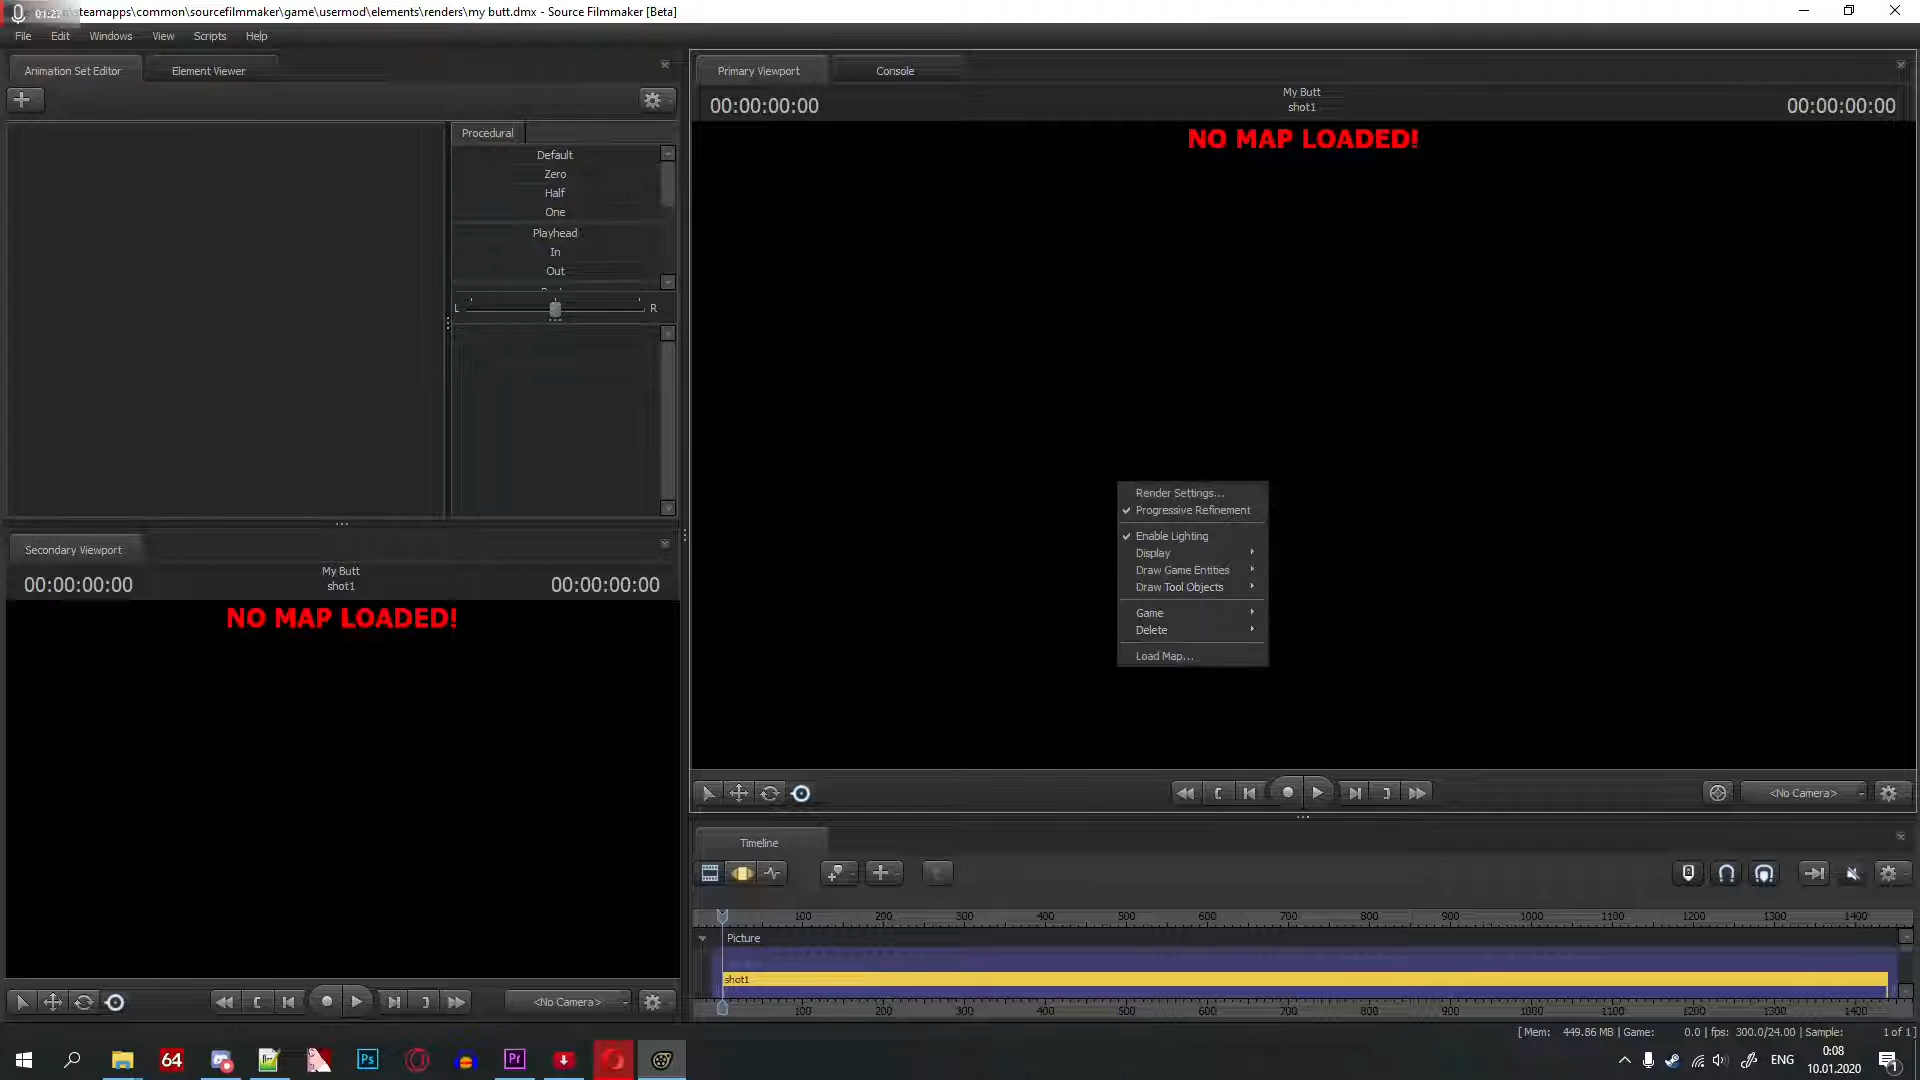 01:27 steamapps\common\sourcefilmmaker\game\usermod\elements\renders\my butt.dmx - Source Filmmaker [Beta]
File Edit Windows View Scripts Help
Animation Set Editor Element Viewer
Procedural
Default
Zero
Half
One
Playhead
In
Out
L R
Secondary Viewport
My Butt
00:00:00:00 shot1 00:00:00:00
NO MAP LOADED!
<No Camera>
Primary Viewport Console
My Butt
00:00:00:00 shot1 00:00:00:00
NO MAP LOADED!
Render Settings...
Progressive Refinement
Enable Lighting
Display
Draw Game Entities
Draw Tool Objects
Game
Delete
Load Map...
<No Camera>
Timeline
100 200 300 400 500 600 700 800 900 1000 1100 1200 1300 1400
Picture
shot1
100 200 300 400 500 600 700 800 900 1000 1100 1200 1300 1400
[ Mem: 449.86 MB | Game: 0.0 | fps: 300.0/24.00 | Sample: 1 of 1 ]
64 Ps Pr ENG 0:08
10.01.2020 1